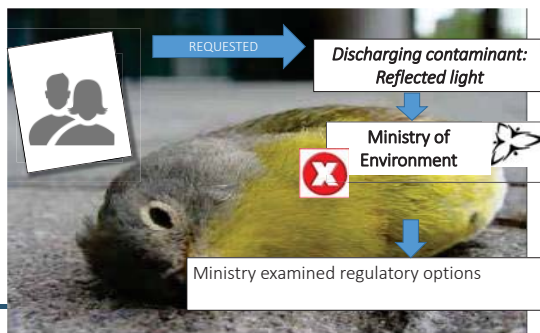 REQUESTED
Discharging contaminant:
Reflected light
Ministry of
Environment
X
Ministry examined regulatory options